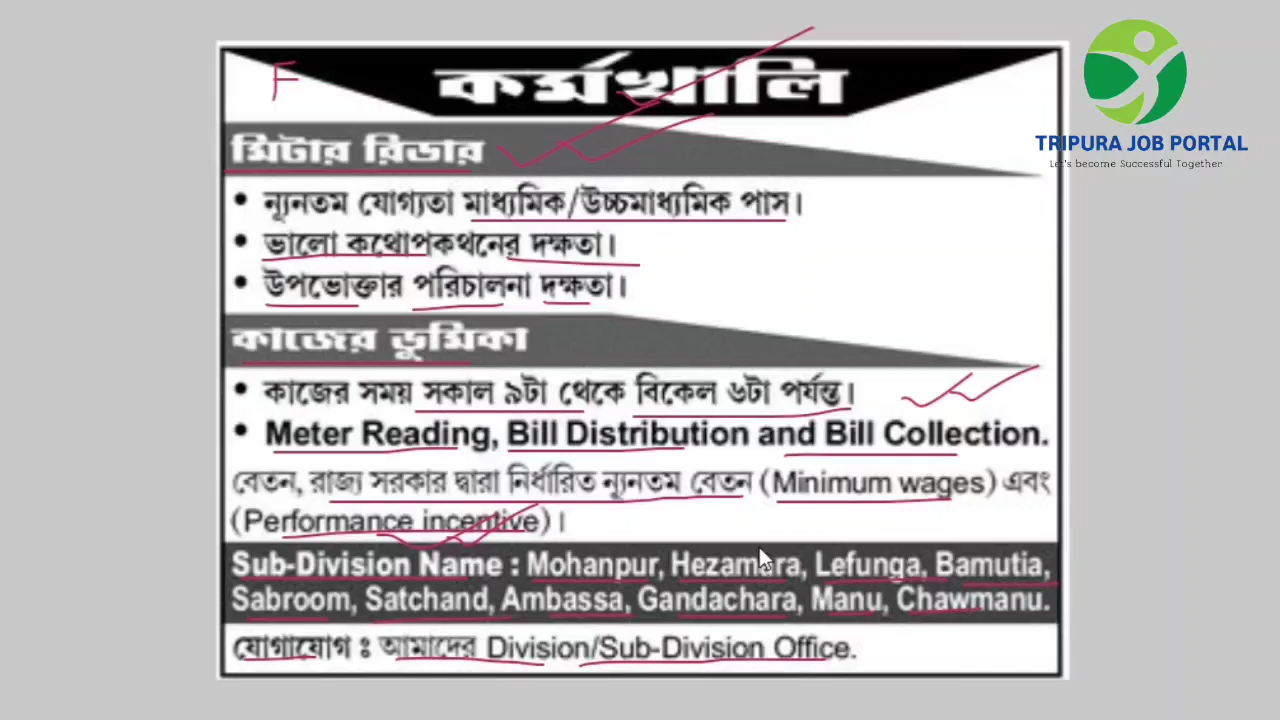 কর্মখালি
TRIPURA JOB PORTAL
Let's become Successful Together
মিটার রিডার
• ন্যূনতম যোগ্যতা মাধ্যমিক/উচ্চমাধ্যমিক পাস।
• ভালো কথোপকথনের দক্ষতা।
• উপভোক্তার পরিচালনা দক্ষতা।
কাজের ভুমিকা
• কাজের সময় সকাল ৯টা থেকে বিকেল ৬টা পর্যন্ত।
• Meter Reading, Bill Distribution and Bill Collection.
বেতন, রাজ্য সরকার দ্বারা নির্ধারিত ন্যূনতম বেতন (Minimum wages) এবং
(Performance incentive)।
Sub-Division Name : Mohanpur, Hezamara, Lefunga, Bamutia,
Sabroom, Satchand, Ambassa, Gandachara, Manu, Chawmanu.
যোগাযোগ ঃ আমাদের Division/Sub-Division Office.